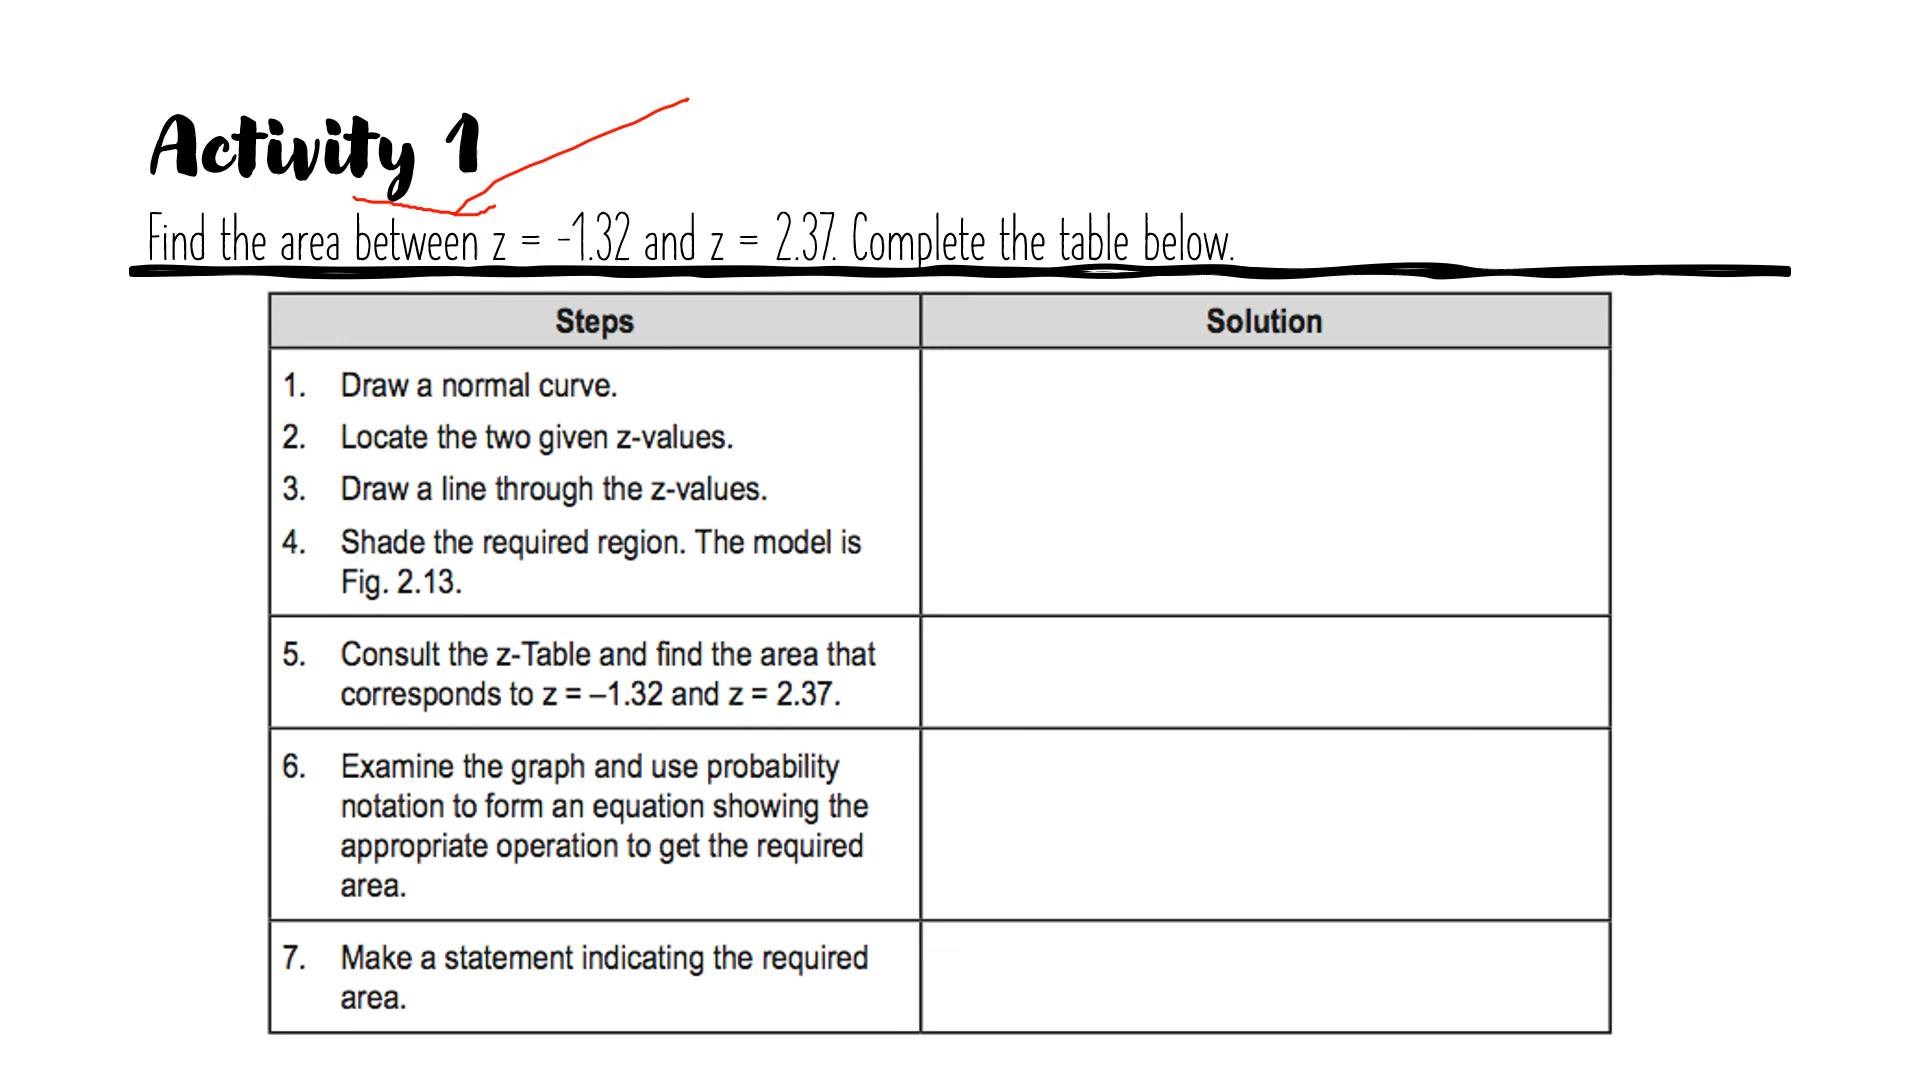 Activity 1
Find the area between z = -1.32 and z = 2.37. Complete the table below.
Steps
Solution
1. Draw a normal curve.
2. Locate the two given z-values.
3. Draw a line through the z-values.
4. Shade the required region. The model is
Fig. 2.13.
5. Consult the z-Table and find the area that
corresponds to z = –1.32 and z = 2.37.
6. Examine the graph and use probability
notation to form an equation showing the
appropriate operation to get the required
area.
7. Make a statement indicating the required
area.